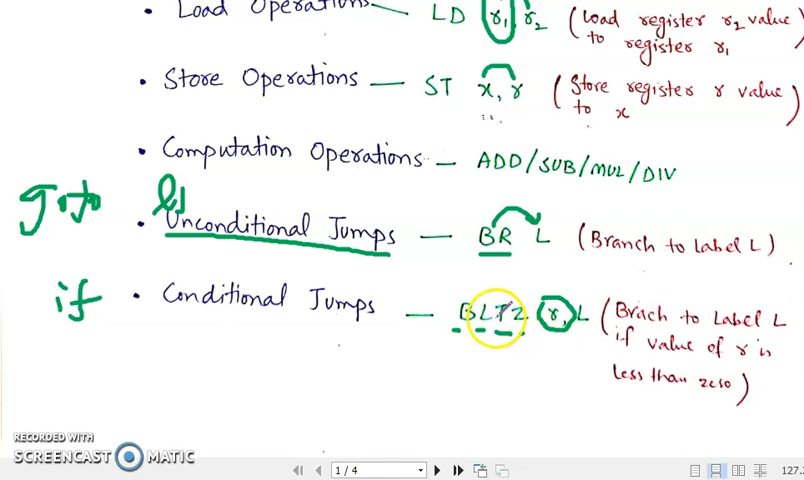 • Load Operations — LD r1, r2 (Load register r2 value to register r1
• Store Operations — ST x, r (Store register r value to x
• Computation Operations — ADD/SUB/MUL/DIV
goto l1
• Unconditional Jumps — BR L (Branch to Label L)
if • Conditional Jumps — BLTZ r, L (Brach to Label L
if value of r is
less than zero)
RECORDED WITH
SCREENCAST MATIC
1 / 4
127.